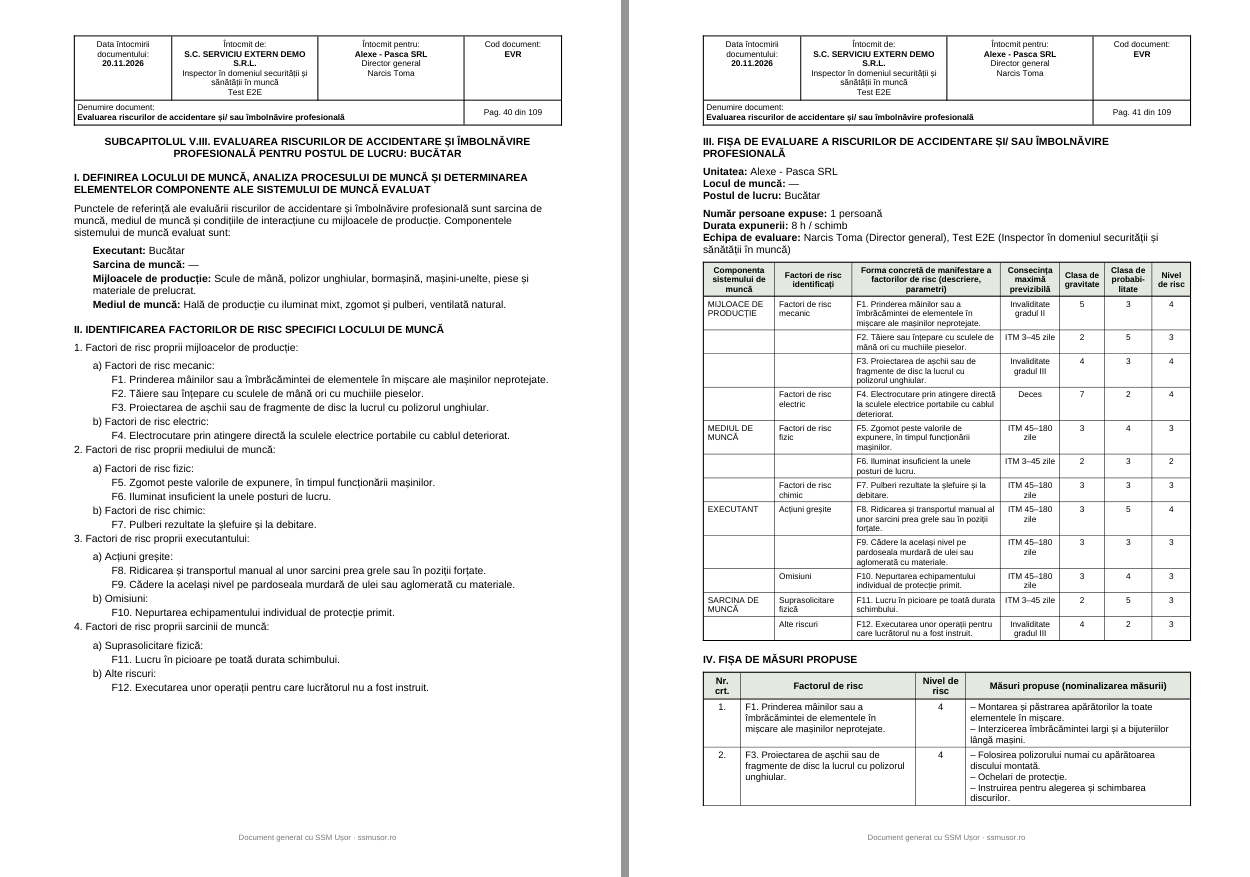 Data întocmirii
documentului:
20.11.2026
Întocmit de:
S.C. SERVICIU EXTERN DEMO
S.R.L.
Inspector în domeniul securității și
sănătății în muncă
Test E2E
Întocmit pentru:
Alexe - Pasca SRL
Director general
Narcis Toma
Cod document:
EVR
Denumire document:
Evaluarea riscurilor de accidentare și/ sau îmbolnăvire profesională
Pag. 40 din 109
SUBCAPITOLUL V.III. EVALUAREA RISCURILOR DE ACCIDENTARE ȘI ÎMBOLNĂVIRE
PROFESIONALĂ PENTRU POSTUL DE LUCRU: BUCĂTAR
I. DEFINIREA LOCULUI DE MUNCĂ, ANALIZA PROCESULUI DE MUNCĂ ȘI DETERMINAREA
ELEMENTELOR COMPONENTE ALE SISTEMULUI DE MUNCĂ EVALUAT
Punctele de referință ale evaluării riscurilor de accidentare și îmbolnăvire profesională sunt sarcina de
muncă, mediul de muncă și condițiile de interacțiune cu mijloacele de producție. Componentele
sistemului de muncă evaluat sunt:
Executant: Bucătar
Sarcina de muncă: —
Mijloacele de producție: Scule de mână, polizor unghiular, bormașină, mașini-unelte, piese și
materiale de prelucrat.
Mediul de muncă: Hală de producție cu iluminat mixt, zgomot și pulberi, ventilată natural.
II. IDENTIFICAREA FACTORILOR DE RISC SPECIFICI LOCULUI DE MUNCĂ
1. Factori de risc proprii mijloacelor de producție:
a) Factori de risc mecanic:
F1. Prinderea mâinilor sau a îmbrăcămintei de elementele în mișcare ale mașinilor neprotejate.
F2. Tăiere sau înțepare cu sculele de mână ori cu muchiile pieselor.
F3. Proiectarea de așchii sau de fragmente de disc la lucrul cu polizorul unghiular.
b) Factori de risc electric:
F4. Electrocutare prin atingere directă la sculele electrice portabile cu cablul deteriorat.
2. Factori de risc proprii mediului de muncă:
a) Factori de risc fizic:
F5. Zgomot peste valorile de expunere, în timpul funcționării mașinilor.
F6. Iluminat insuficient la unele posturi de lucru.
b) Factori de risc chimic:
F7. Pulberi rezultate la șlefuire și la debitare.
3. Factori de risc proprii executantului:
a) Acțiuni greșite:
F8. Ridicarea și transportul manual al unor sarcini prea grele sau în poziții forțate.
F9. Cădere la același nivel pe pardoseala murdară de ulei sau aglomerată cu materiale.
b) Omisiuni:
F10. Nepurtarea echipamentului individual de protecție primit.
4. Factori de risc proprii sarcinii de muncă:
a) Suprasolicitare fizică:
F11. Lucru în picioare pe toată durata schimbului.
b) Alte riscuri:
F12. Executarea unor operații pentru care lucrătorul nu a fost instruit.
Document generat cu SSM Ușor · ssmusor.ro
Data întocmirii
documentului:
20.11.2026
Întocmit de:
S.C. SERVICIU EXTERN DEMO
S.R.L.
Inspector în domeniul securității și
sănătății în muncă
Test E2E
Întocmit pentru:
Alexe - Pasca SRL
Director general
Narcis Toma
Cod document:
EVR
Denumire document:
Evaluarea riscurilor de accidentare și/ sau îmbolnăvire profesională
Pag. 41 din 109
III. FIȘA DE EVALUARE A RISCURILOR DE ACCIDENTARE ȘI/ SAU ÎMBOLNĂVIRE
PROFESIONALĂ
Unitatea: Alexe - Pasca SRL
Locul de muncă: —
Postul de lucru: Bucătar
Număr persoane expuse: 1 persoană
Durata expunerii: 8 h / schimb
Echipa de evaluare: Narcis Toma (Director general), Test E2E (Inspector în domeniul securității și
sănătății în muncă)
Componenta
sistemului de
muncă
Factori de risc
identificați
Forma concretă de manifestare a
factorilor de risc (descriere,
parametri)
Consecința
maximă
previzibilă
Clasa de
gravitate
Clasa de
probabi-
litate
Nivel
de risc
MIJLOACE DE
PRODUCȚIE
Factori de risc
mecanic
F1. Prinderea mâinilor sau a
îmbrăcămintei de elementele în
mișcare ale mașinilor neprotejate.
Invaliditate
gradul II
5
3
4
F2. Tăiere sau înțepare cu sculele de
mână ori cu muchiile pieselor.
ITM 3–45 zile
2
5
3
F3. Proiectarea de așchii sau de
fragmente de disc la lucrul cu
polizorul unghiular.
Invaliditate
gradul III
4
3
4
Factori de risc
electric
F4. Electrocutare prin atingere directă
la sculele electrice portabile cu cablul
deteriorat.
Deces
7
2
4
MEDIUL DE
MUNCĂ
Factori de risc
fizic
F5. Zgomot peste valorile de
expunere, în timpul funcționării
mașinilor.
ITM 45–180
zile
3
4
3
F6. Iluminat insuficient la unele
posturi de lucru.
ITM 3–45 zile
2
3
2
Factori de risc
chimic
F7. Pulberi rezultate la șlefuire și la
debitare.
ITM 45–180
zile
3
3
3
EXECUTANT
Acțiuni greșite
F8. Ridicarea și transportul manual al
unor sarcini prea grele sau în poziții
forțate.
ITM 45–180
zile
3
5
4
F9. Cădere la același nivel pe
pardoseala murdară de ulei sau
aglomerată cu materiale.
ITM 45–180
zile
3
3
3
Omisiuni
F10. Nepurtarea echipamentului
individual de protecție primit.
ITM 45–180
zile
3
4
3
SARCINA DE
MUNCĂ
Suprasolicitare
fizică
F11. Lucru în picioare pe toată durata
schimbului.
ITM 3–45 zile
2
5
3
Alte riscuri
F12. Executarea unor operații pentru
care lucrătorul nu a fost instruit.
Invaliditate
gradul III
4
2
3
IV. FIȘA DE MĂSURI PROPUSE
Nr.
crt.
Factorul de risc
Nivel de
risc
Măsuri propuse (nominalizarea măsurii)
1.
F1. Prinderea mâinilor sau a
îmbrăcămintei de elementele în
mișcare ale mașinilor neprotejate.
4
– Montarea și păstrarea apărătorilor la toate
elementele în mișcare.
– Interzicerea îmbrăcămintei largi și a bijuteriilor
lângă mașini.
2.
F3. Proiectarea de așchii sau de
fragmente de disc la lucrul cu polizorul
unghiular.
4
– Folosirea polizorului numai cu apărătoarea
discului montată.
– Ochelari de protecție.
– Instruirea pentru alegerea și schimbarea
discurilor.
Document generat cu SSM Ușor · ssmusor.ro